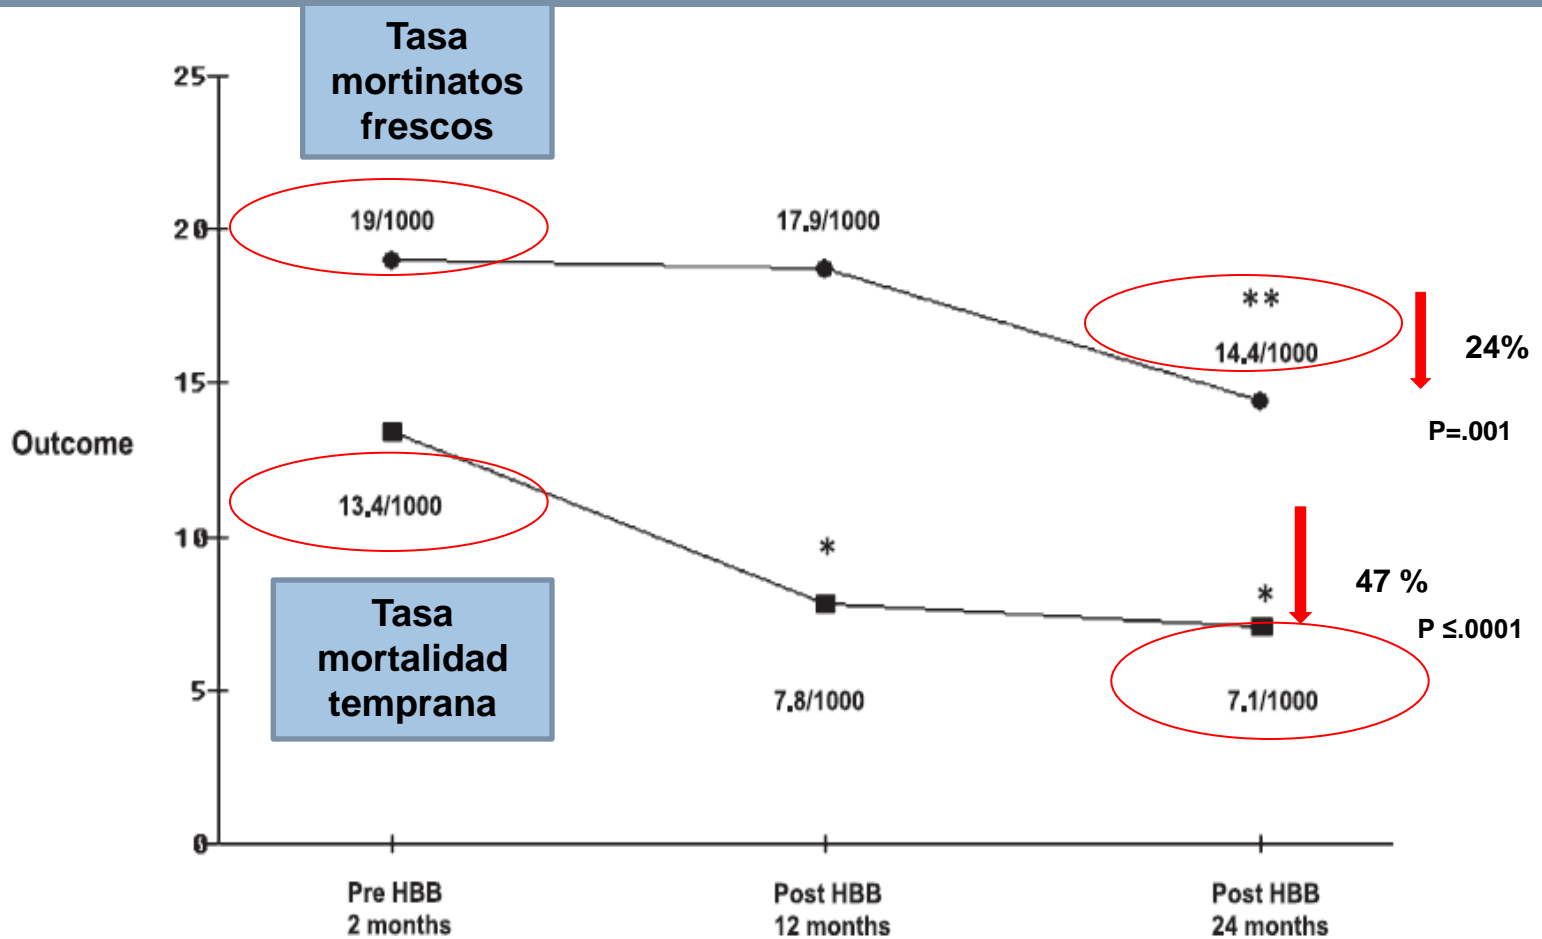 Tasa
mortinatos
frescos
25
20
15
10
5
0
Outcome
19/1000
17.9/1000
**
14.4/1000
24%
P=.001
13.4/1000
*
*
47 %
P ≤.0001
Tasa
mortalidad
temprana
7.8/1000
7.1/1000
Pre HBB
2 months
Post HBB
12 months
Post HBB
24 months